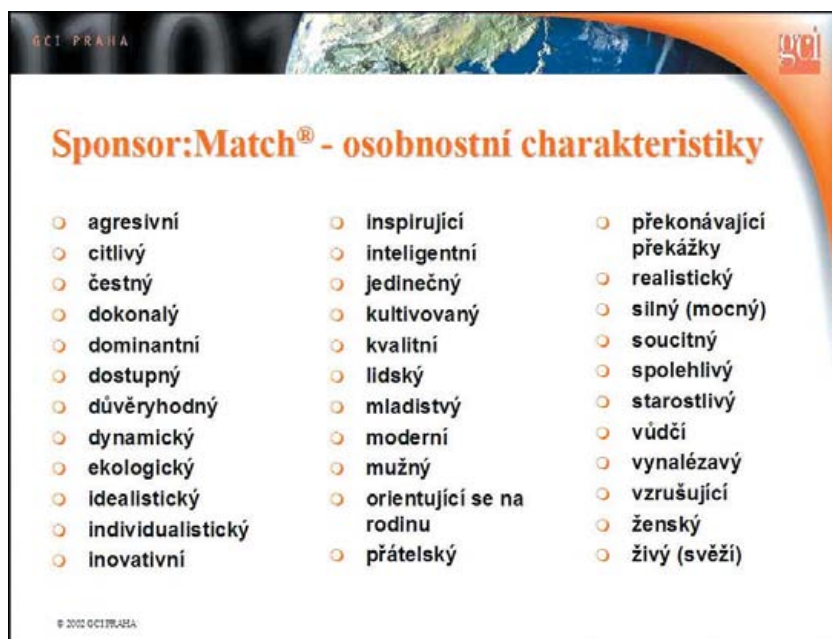 GCI PRAHA
gci
Sponsor:Match® - osobnostní charakteristiky
agresivní
citlivý
čestný
dokonalý
dominantní
dostupný
důvěryhodný
dynamický
ekologický
idealistický
individualistický
inovativní
inspirující
inteligentní
jedinečný
kultivovaný
kvalitní
lidský
mladistvý
moderní
mužný
orientující se na
rodinu
přátelský
překonávající
překážky
realistický
silný (mocný)
soucitný
spolehlivý
starostlivý
vůdčí
vynalézavý
vzrušující
ženský
živý (svěží)
© 2002 GCI PRAHA